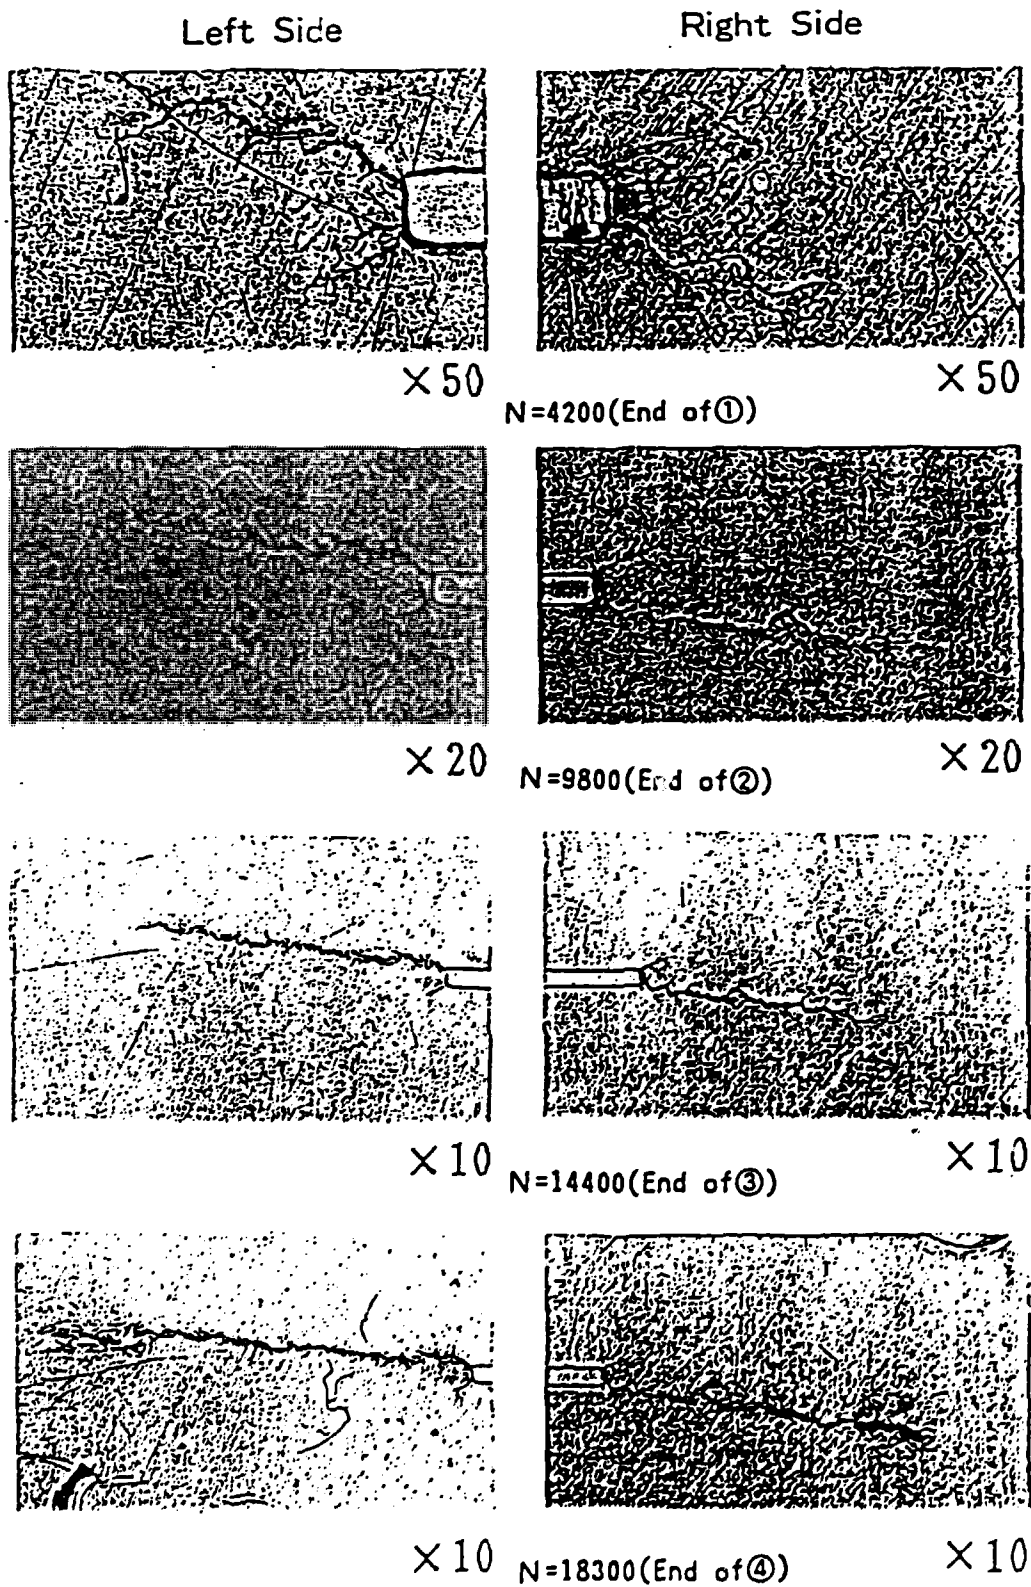 Left Side Right Side
×50 ×50
N=4200(End of①)
×20 ×20
N=9800(End of②)
×10 ×10
N=14400(End of③)
×10 ×10
N=18300(End of④)